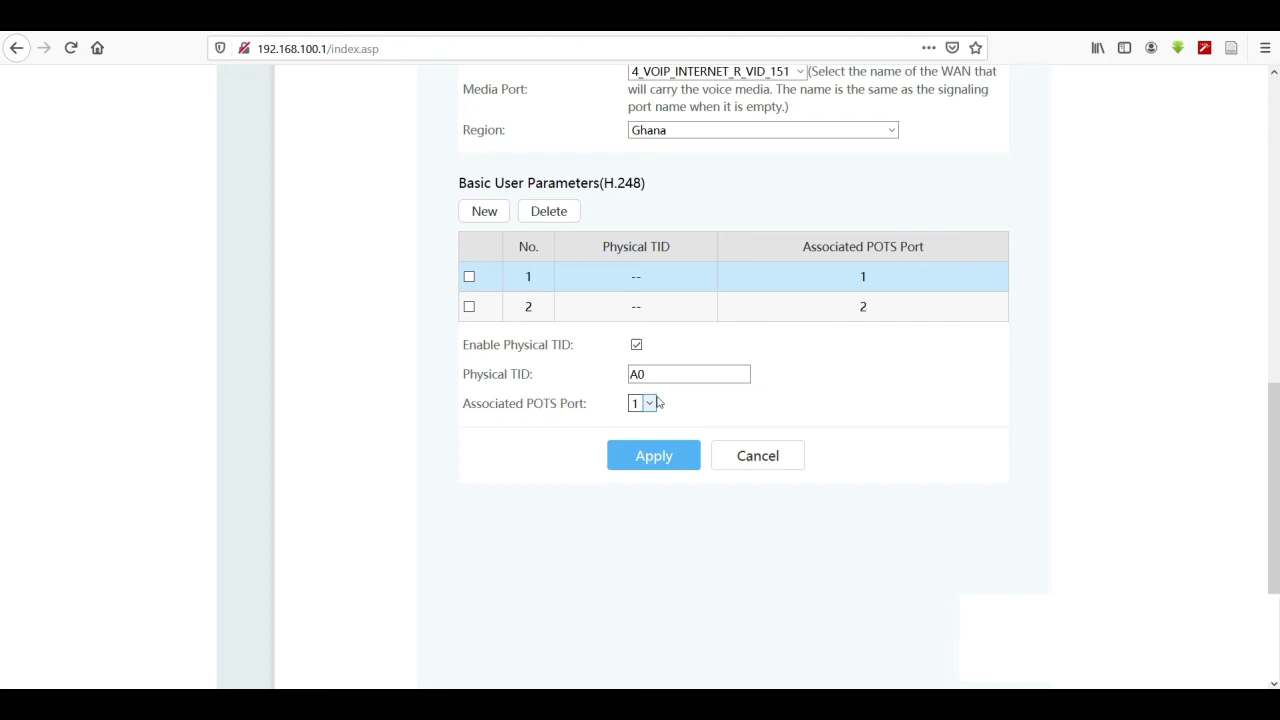 192.168.100.1/index.asp
4_VOIP_INTERNET_R_VID_151 (Select the name of the WAN that
Media Port: will carry the voice media. The name is the same as the signaling
port name when it is empty.)
Region: Ghana
Basic User Parameters(H.248)
New Delete
No. Physical TID Associated POTS Port
1 -- 1
2 -- 2
Enable Physical TID:
Physical TID: A0
Associated POTS Port: 1
Apply Cancel